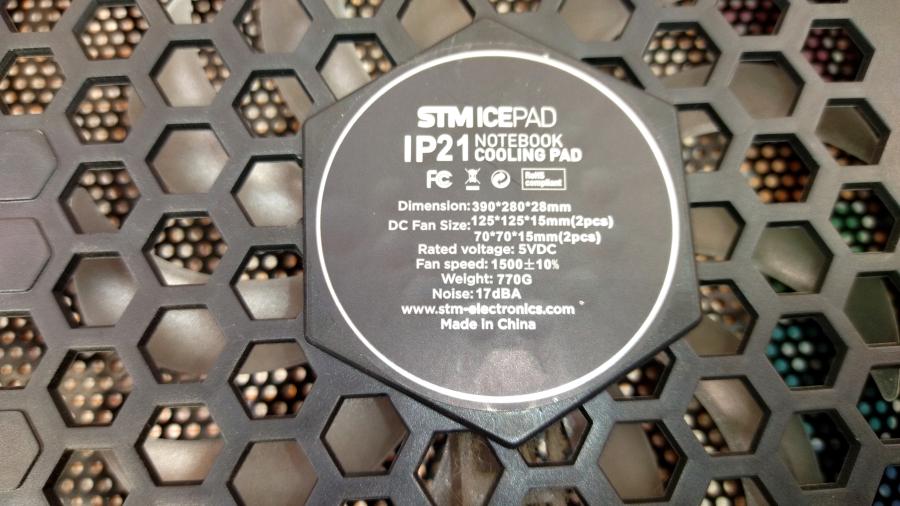 STM ICEPAD
IP21 NOTEBOOK COOLING PAD
FC RoHS compliant
Dimension: 390*280*28mm
DC Fan Size: 125*125*15mm(2pcs)
70*70*15mm(2pcs)
Rated voltage: 5VDC
Fan speed: 1500±10%
Weight: 770G
Noise: 17dBA
www.stm-electronics.com
Made in China